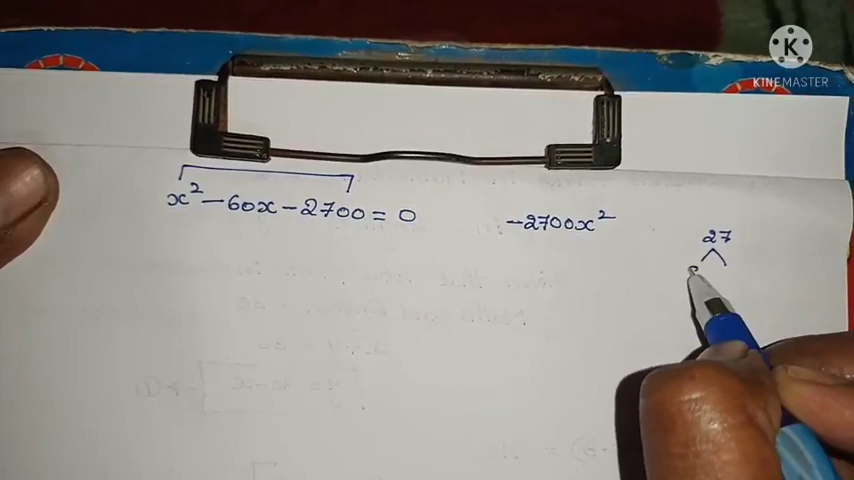 K
KINEMASTER
x² - 60x - 2700 = 0
-2700x²
27